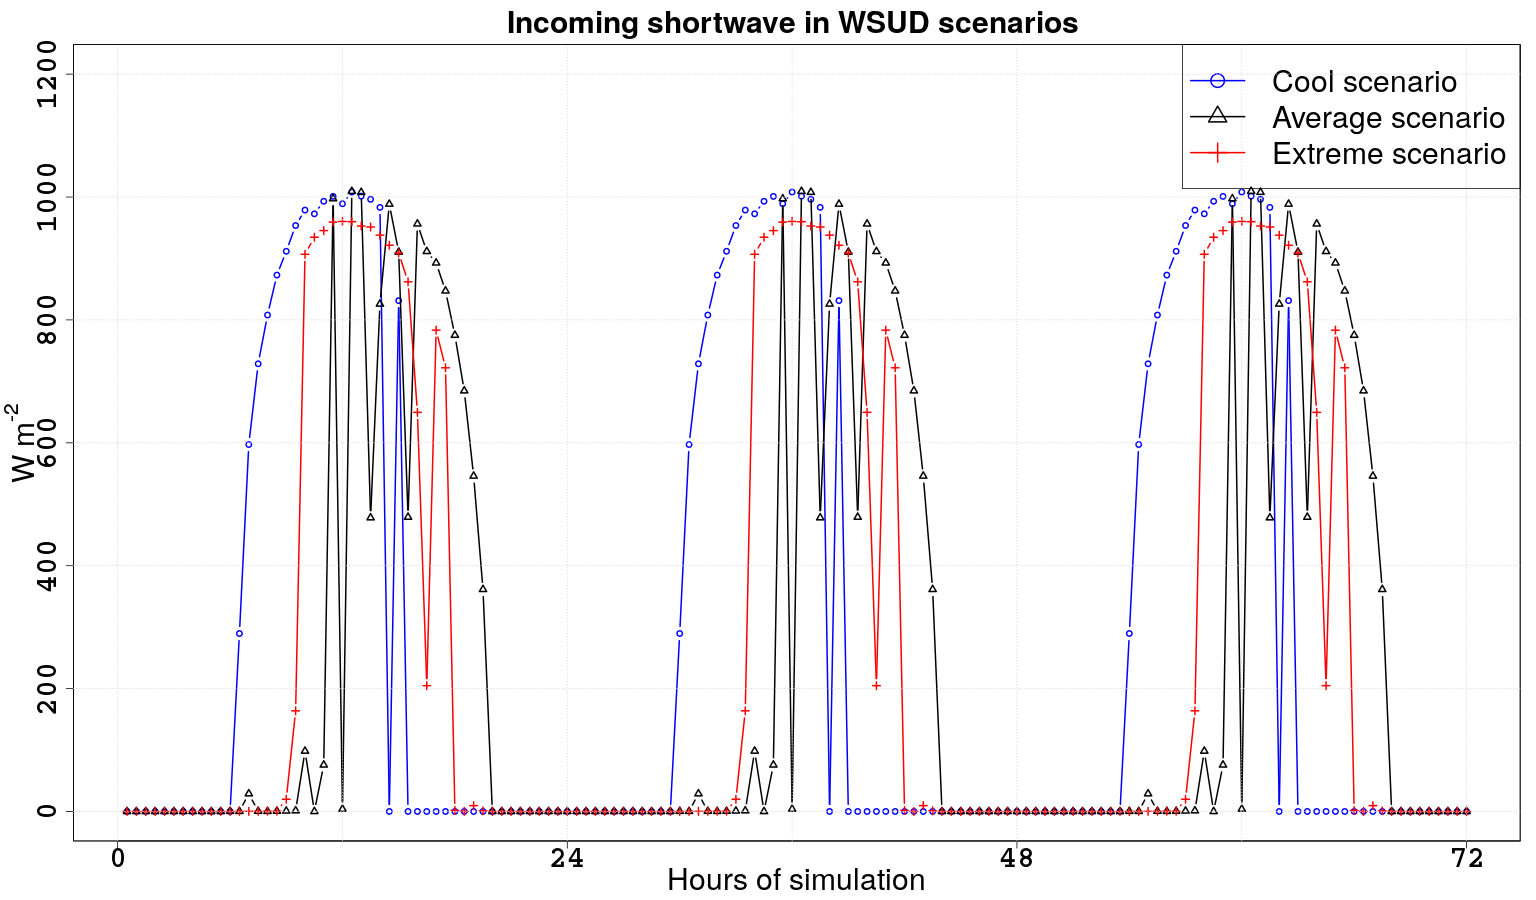 Incoming shortwave in WSUD scenarios
Cool scenario
Average scenario
Extreme scenario
1200
1000
800
600
400
200
0
W m-2
0 24 48 72
Hours of simulation